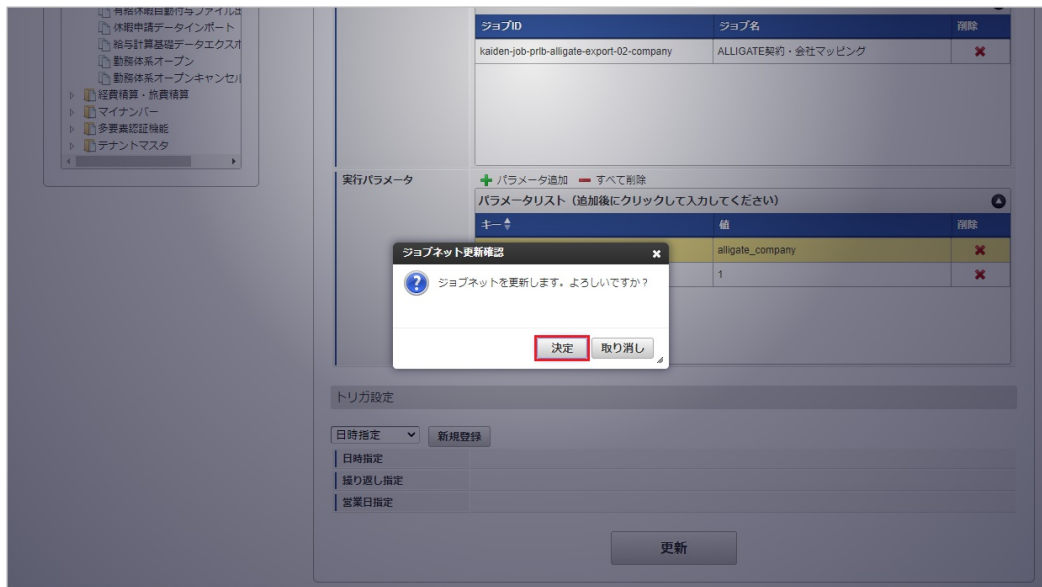 有給休暇自動付与ファイル出
休暇申請データインポート
給与計算基礎データエクスポ
勤務体系オープン
勤務体系オープンキャンセル
経費精算・旅費精算
マイナンバー
多要素認証機能
テナントマスタ
ジョブID ジョブ名 削除
kaiden-job-prlb-alligate-export-02-company ALLIGATE契約・会社マッピング
実行パラメータ
パラメータ追加 すべて削除
パラメータリスト（追加後にクリックして入力してください）
キー 値 削除
alligate_company
1
ジョブネット更新確認
ジョブネットを更新します。よろしいですか？
決定 取り消し
トリガ設定
日時指定 新規登録
日時指定
繰り返し指定
営業日指定
更新